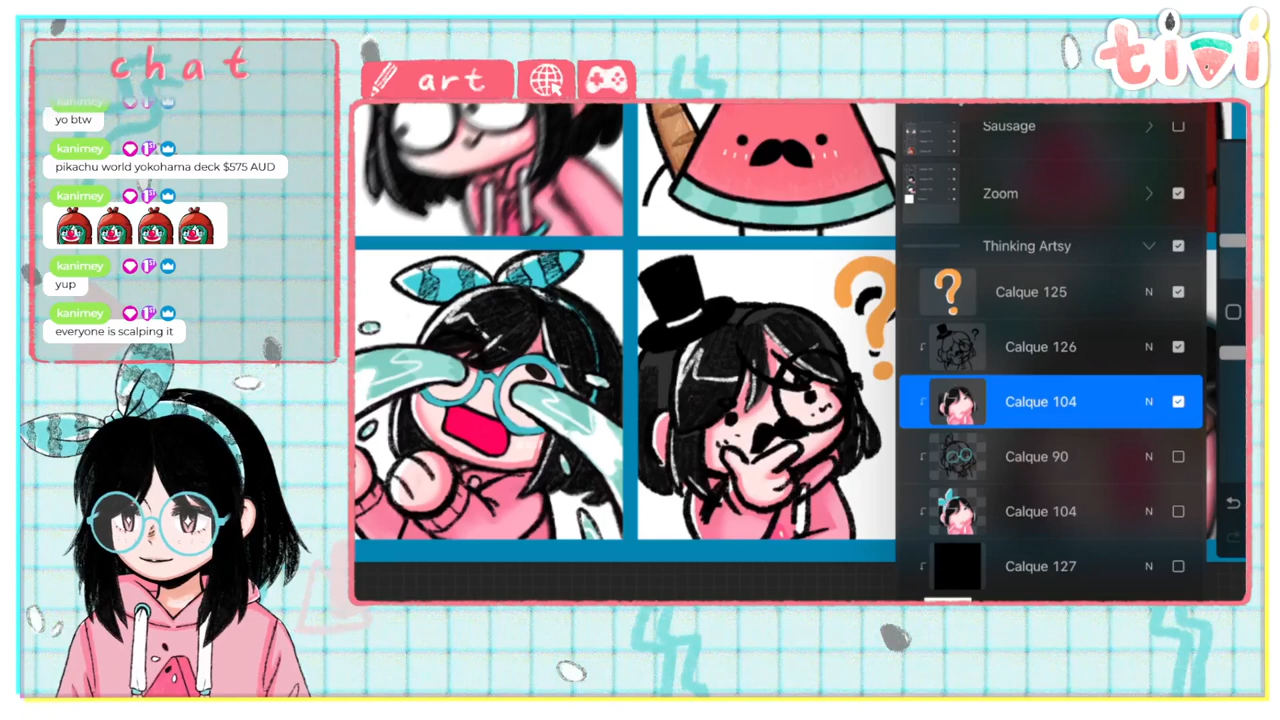 tivi
chat
art
kanimey
yo btw
kanimey
pikachu world yokohama deck $575 AUD
kanimey
kanimey
yup
kanimey
everyone is scalping it
Sausage
Zoom
Thinking Artsy
?
Calque 125 N
Calque 126 N
Calque 104 N
Calque 90 N
Calque 104 N
Calque 127 N